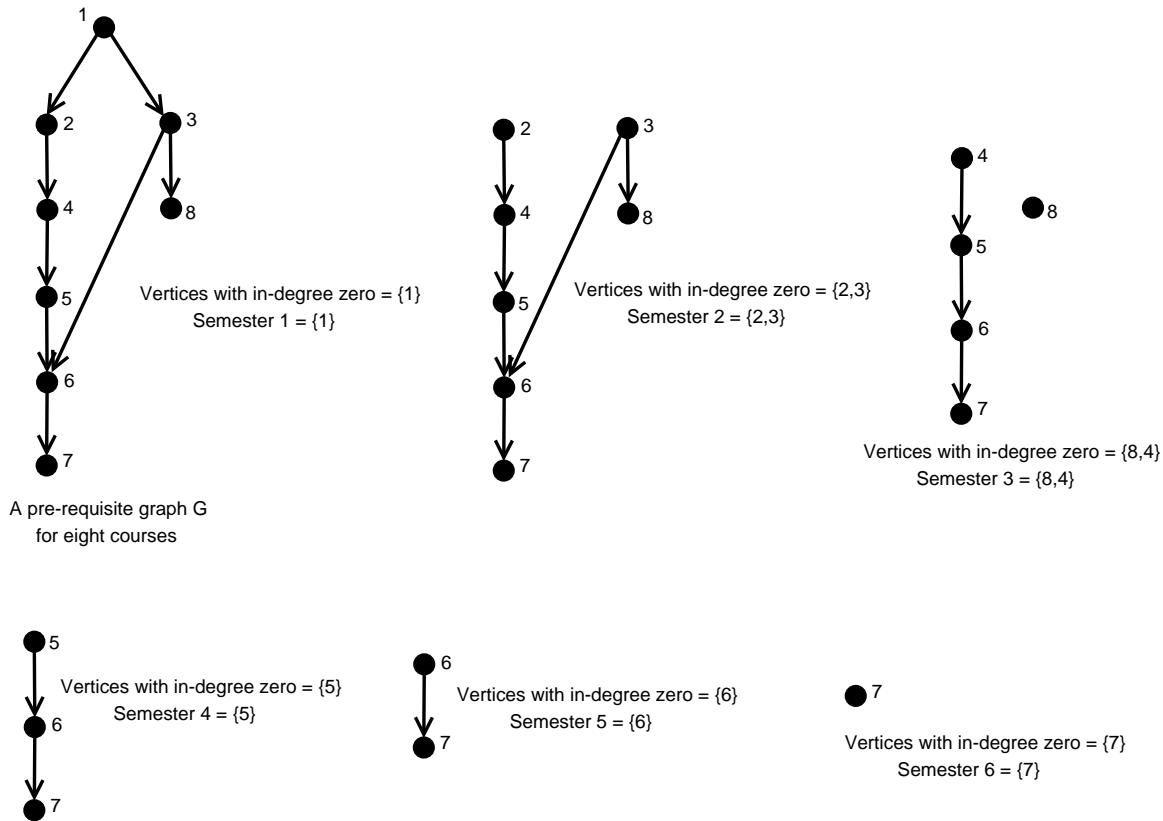 1
2
3
4
8
5
Vertices with in-degree zero = {1}
Semester 1 = {1}
6
7
A pre-requisite graph G
for eight courses
2
3
4
8
5
Vertices with in-degree zero = {2,3}
Semester 2 = {2,3}
6
7
4
8
5
6
7
Vertices with in-degree zero = {8,4}
Semester 3 = {8,4}
5
Vertices with in-degree zero = {5}
Semester 4 = {5}
6
7
6
Vertices with in-degree zero = {6}
Semester 5 = {6}
7
7
Vertices with in-degree zero = {7}
Semester 6 = {7}